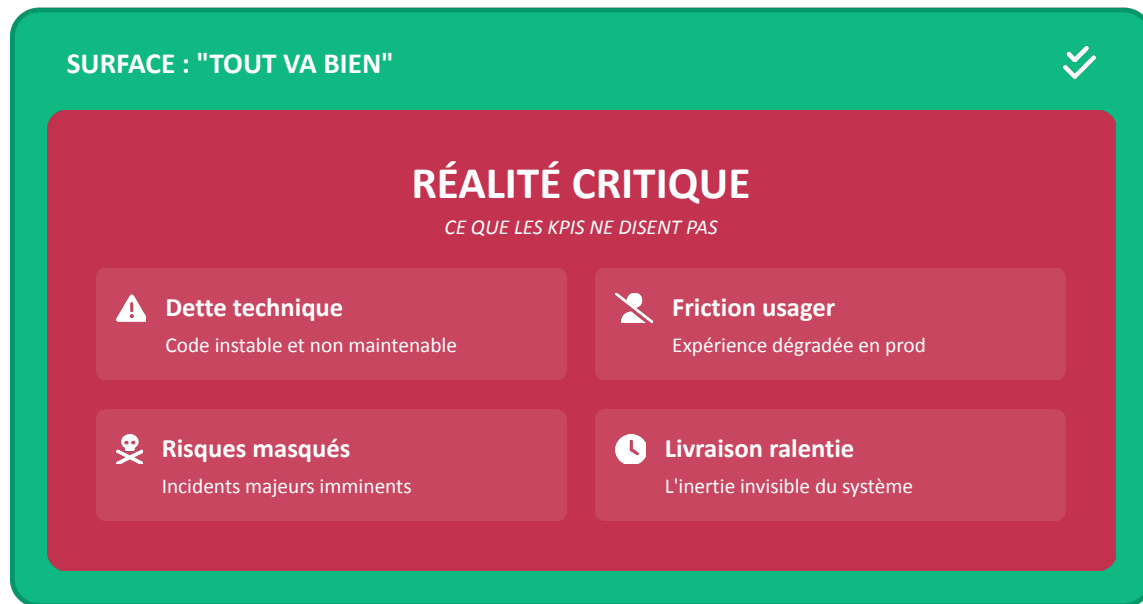 SURFACE : "TOUT VA BIEN"
RÉALITÉ CRITIQUE
CE QUE LES KPIS NE DISENT PAS
Dette technique
Code instable et non maintenable
Friction usager
Expérience dégradée en prod
Risques masqués
Incidents majeurs imminents
Livraison ralentie
L'inertie invisible du système